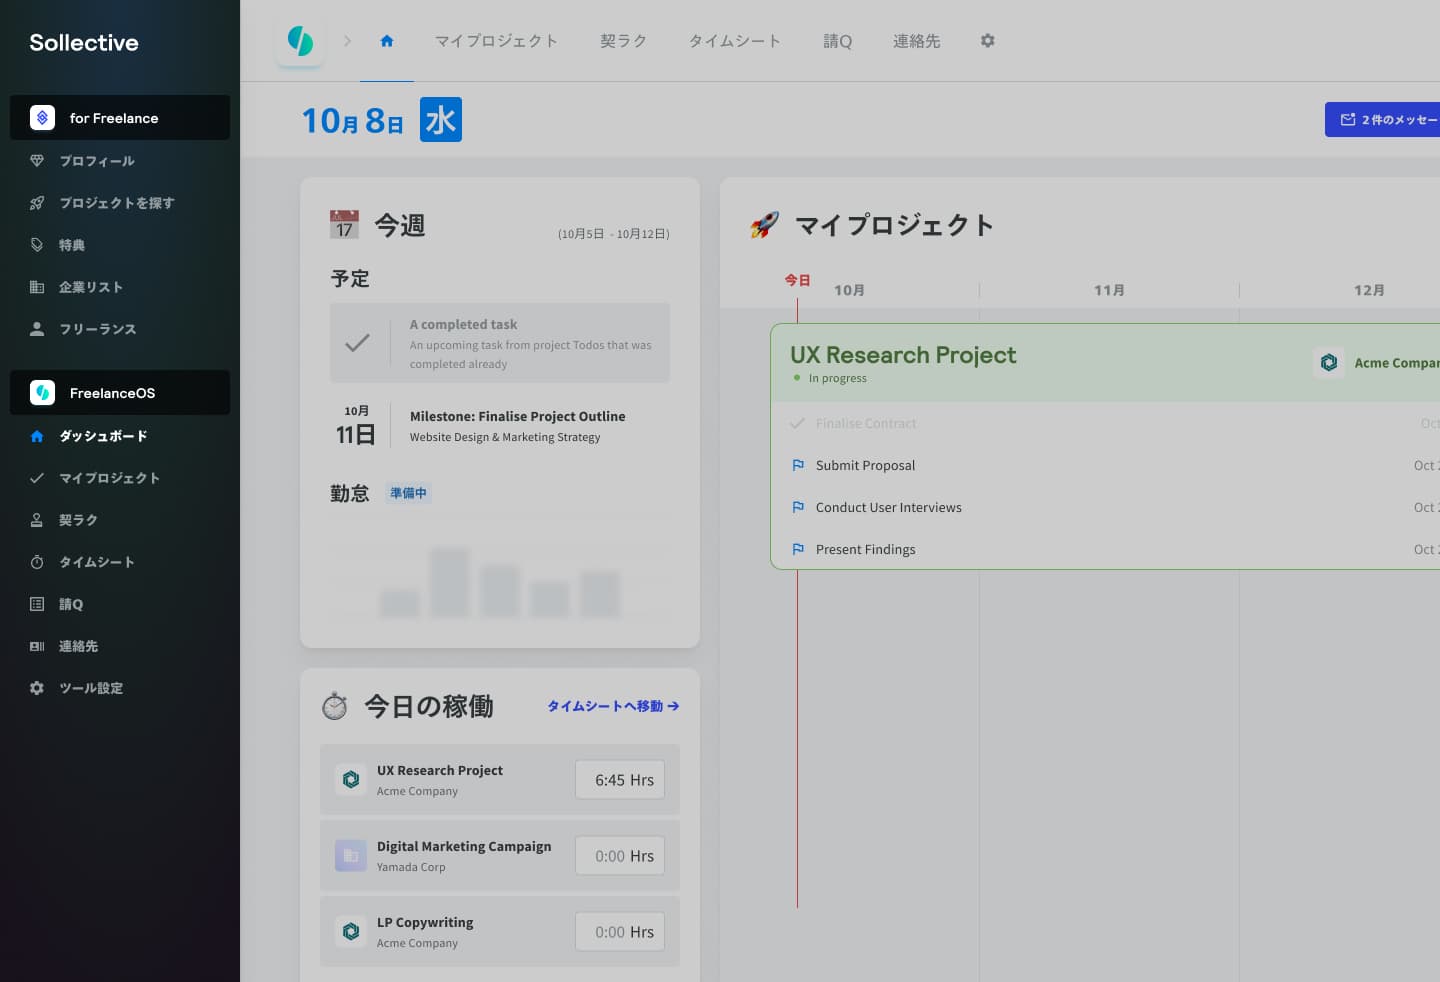 Sollective
for Freelance
プロフィール
プロジェクトを探す
特典
企業リスト
フリーランス
FreelanceOS
ダッシュボード
マイプロジェクト
契ラク
タイムシート
請Q
連絡先
ツール設定
マイプロジェクト
契ラク
タイムシート
請Q
連絡先
10月 8日 水
2 件のメッセー
今週
(10月5日 - 10月12日)
JUL
17
予定
A completed task
An upcoming task from project Todos that was
completed already
10月
11日
Milestone: Finalise Project Outline
Website Design & Marketing Strategy
勤怠
準備中
今日の稼働
タイムシートへ移動
UX Research Project
Acme Company
6:45 Hrs
Digital Marketing Campaign
Yamada Corp
0:00 Hrs
LP Copywriting
Acme Company
0:00 Hrs
マイプロジェクト
今日
10月
11月
12月
UX Research Project
In progress
Acme Compan
Finalise Contract
Oct
Submit Proposal
Oct 2
Conduct User Interviews
Oct 2
Present Findings
Oct 2